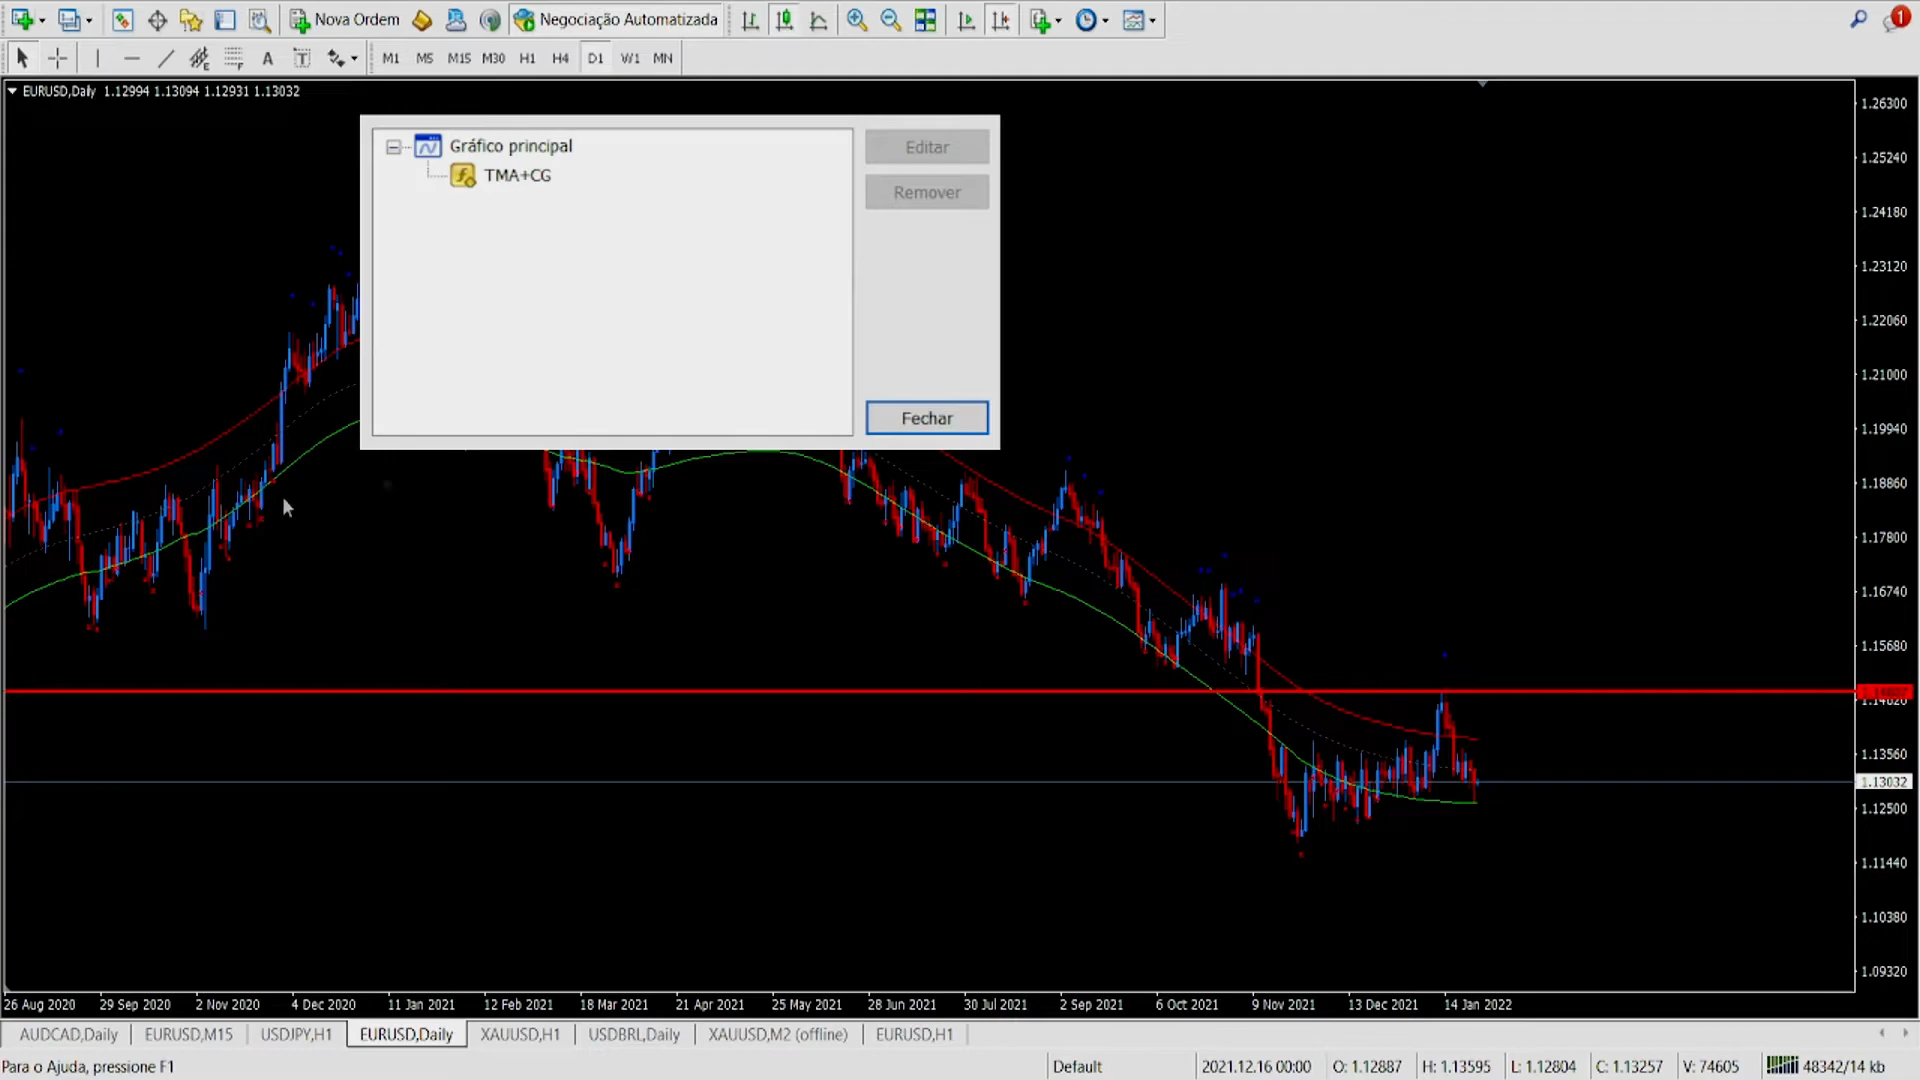 Nova Ordem
Negociação Automatizada
1
E
F
A
T
M1 M5 M15 M30 H1 H4 D1 W1 MN
EURUSD,Daily 1.12994 1.13094 1.12931 1.13032
Gráfico principal
TMA+CG
Editar
Remover
Fechar
1.26300
1.25240
1.24180
1.23120
1.22060
1.21000
1.19940
1.18860
1.17800
1.16740
1.15680
1.14620
1.13560
1.13032
1.12500
1.11440
1.10380
1.09320
26 Aug 2020 29 Sep 2020 2 Nov 2020 4 Dec 2020 11 Jan 2021 12 Feb 2021 18 Mar 2021 21 Apr 2021 25 May 2021 28 Jun 2021 30 Jul 2021 2 Sep 2021 6 Oct 2021 9 Nov 2021 13 Dec 2021 14 Jan 2022
AUDCAD,Daily EURUSD,M15 USDJPY,H1 EURUSD,Daily XAUUSD,H1 USDBRL,Daily XAUUSD,M2 (offline) EURUSD,H1
Para o Ajuda, pressione F1 Default 2021.12.16 00:00 O: 1.12887 H: 1.13595 L: 1.12804 C: 1.13257 V: 74605 48342/14 kb